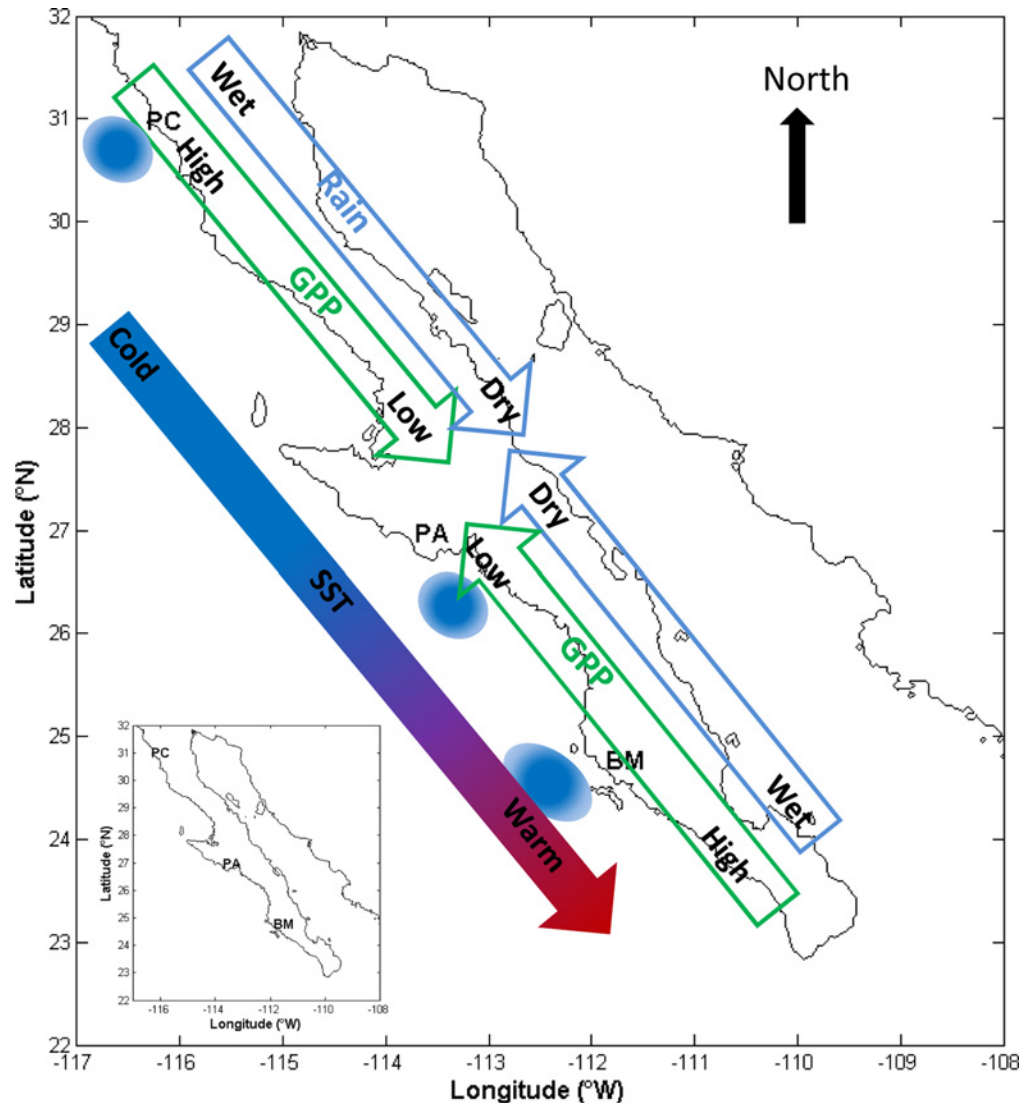 32
31
30
29
28
27
26
25
24
23
22
Latitude (°N)
-117
-116
-115
-114
-113
-112
-111
-110
-109
-108
Longitude (°W)
North
Wet
Rain
Dry
PC
High
GPP
Low
Cold
SST
Warm
Dry
Wet
PA
Low
GPP
High
BM
32
31
30
29
28
27
26
25
24
23
22
Latitude (°N)
PC
PA
BM
-116
-114
-112
-110
-108
Longitude (°W)